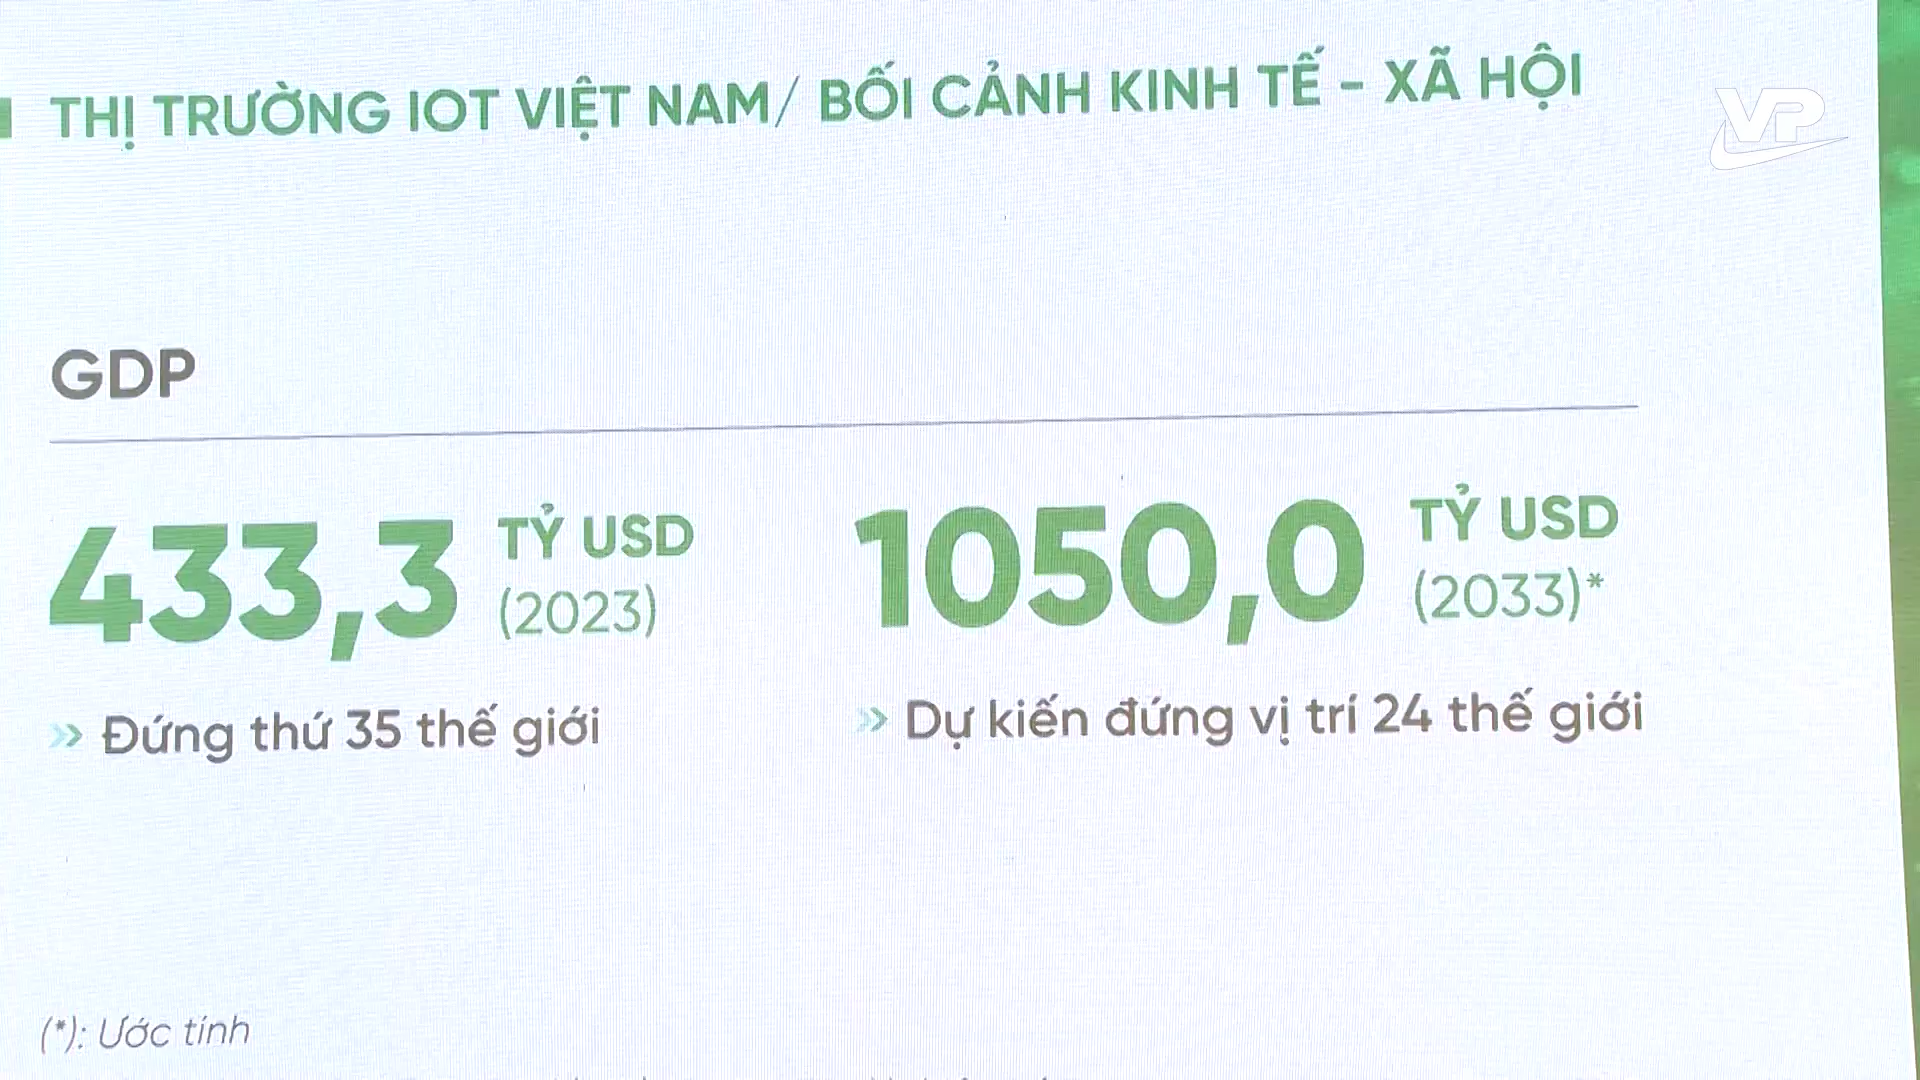 THỊ TRƯỜNG IOT VIỆT NAM/ BỐI CẢNH KINH TẾ - XÃ HỘI
VP
GDP
433,3 TỶ USD
(2023)
1050,0 TỶ USD
(2033)*
Đứng thứ 35 thế giới
Dự kiến đứng vị trí 24 thế giới
(*): Ước tính